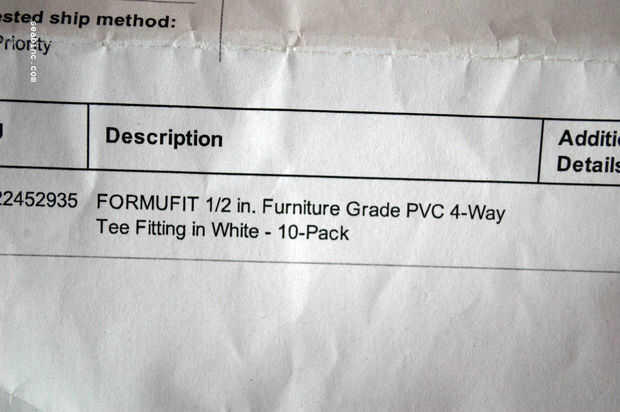 ested ship method:
Priority
Description
Additi
Details
22452935 FORMUFIT 1/2 in. Furniture Grade PVC 4-Way
Tee Fitting in White - 10-Pack